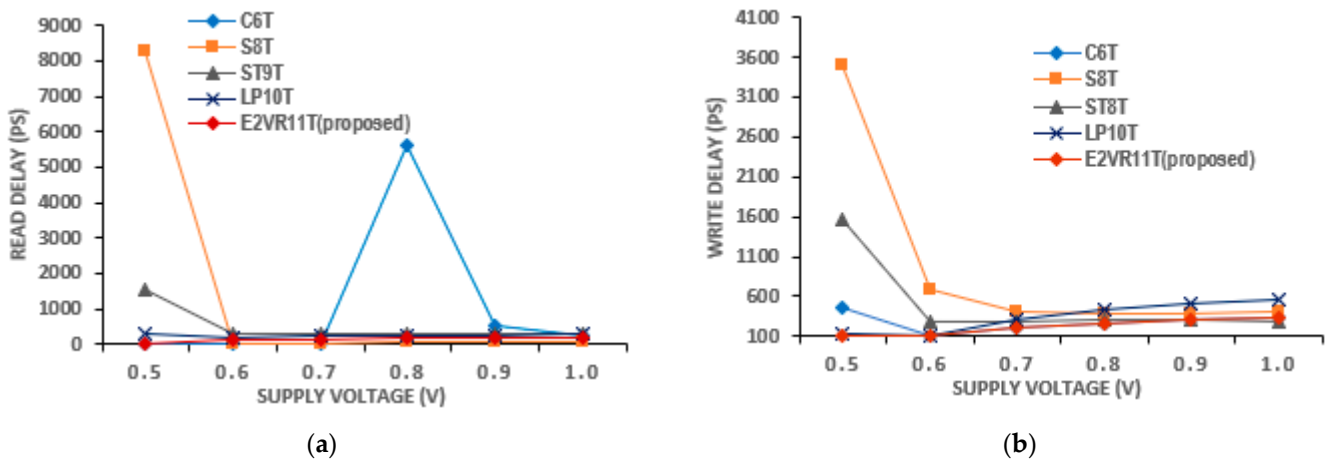 9000
8000
7000
6000
5000
4000
3000
2000
1000
0
READ DELAY (PS)
C6T
S8T
ST9T
LP10T
E2VR11T(proposed)
0.5 0.6 0.7 0.8 0.9 1.0
SUPPLY VOLTAGE (V)
(a)
4100
3600
3100
2600
2100
1600
1100
600
100
WRITE DELAY (PS)
C6T
S8T
ST8T
LP10T
E2VR11T(proposed)
0.5 0.6 0.7 0.8 0.9 1.0
SUPPLY VOLTAGE (V)
(b)